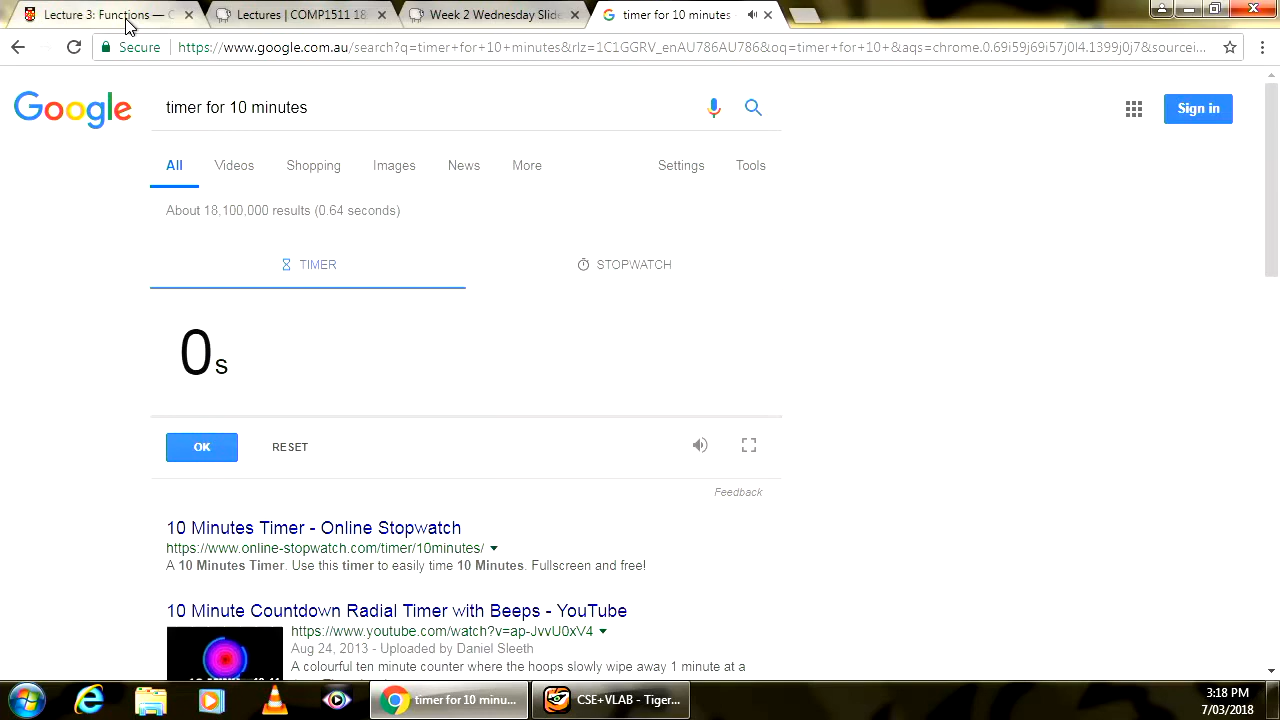 Lecture 3: Functions — C
Lectures | COMP1511 18
Week 2 Wednesday Slid
timer for 10 minutes
Secure
https://www.google.com.au/search?q=timer+for+10+minutes&rlz=1C1GGRV_enAU786AU786&oq=timer+for+10+&aqs=chrome.0.69i59j69i57j0l4.1399j0j7&sourcei...
Google
timer for 10 minutes
Sign in
All
Videos
Shopping
Images
News
More
Settings
Tools
About 18,100,000 results (0.64 seconds)
TIMER
STOPWATCH
0s
OK
RESET
Feedback
10 Minutes Timer - Online Stopwatch
https://www.online-stopwatch.com/timer/10minutes/
A 10 Minutes Timer. Use this timer to easily time 10 Minutes. Fullscreen and free!
10 Minute Countdown Radial Timer with Beeps - YouTube
https://www.youtube.com/watch?v=ap-JvvU0xV4
Aug 24, 2013 - Uploaded by Daniel Sleeth
A colourful ten minute counter where the hoops slowly wipe away 1 minute at a
timer for 10 minu...
CSE+VLAB - Tiger...
3:18 PM
7/03/2018